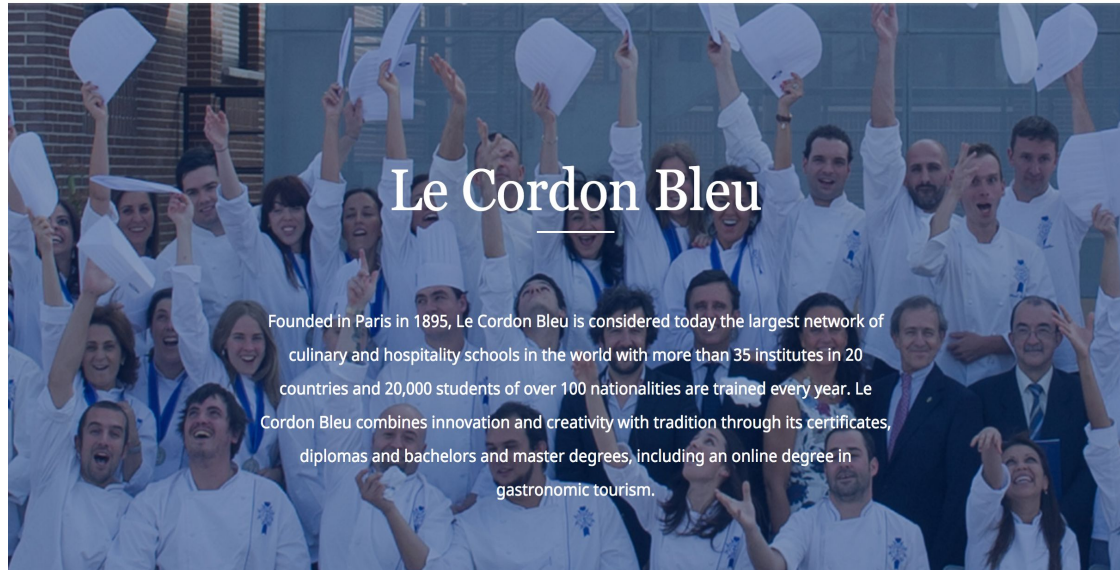 Le Cordon Bleu
Founded in Paris in 1895, Le Cordon Bleu is considered today the largest network of
culinary and hospitality schools in the world with more than 35 institutes in 20
countries and 20,000 students of over 100 nationalities are trained every year. Le
Cordon Bleu combines innovation and creativity with tradition through its certificates,
diplomas and bachelors and master degrees, including an online degree in
gastronomic tourism.